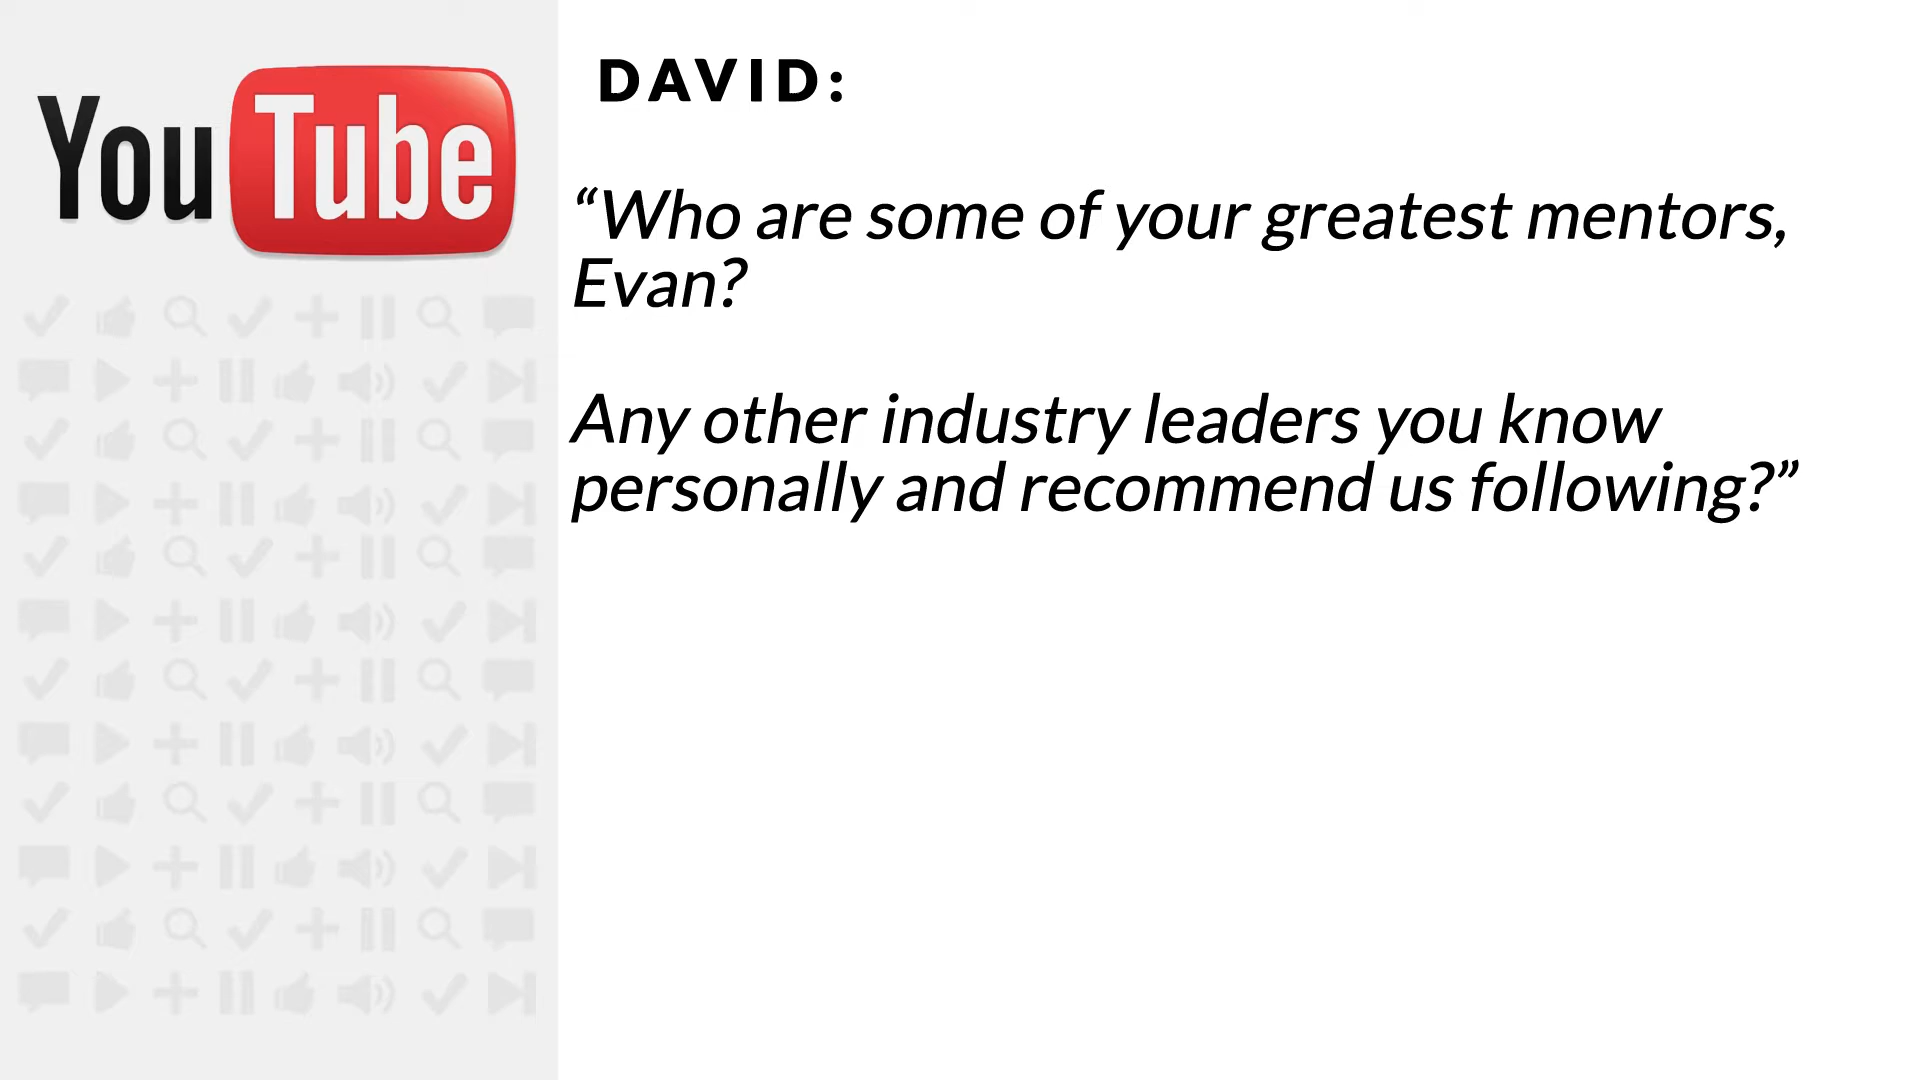 YouTube
DAVID:
“Who are some of your greatest mentors,
Evan?
Any other industry leaders you know
personally and recommend us following?”